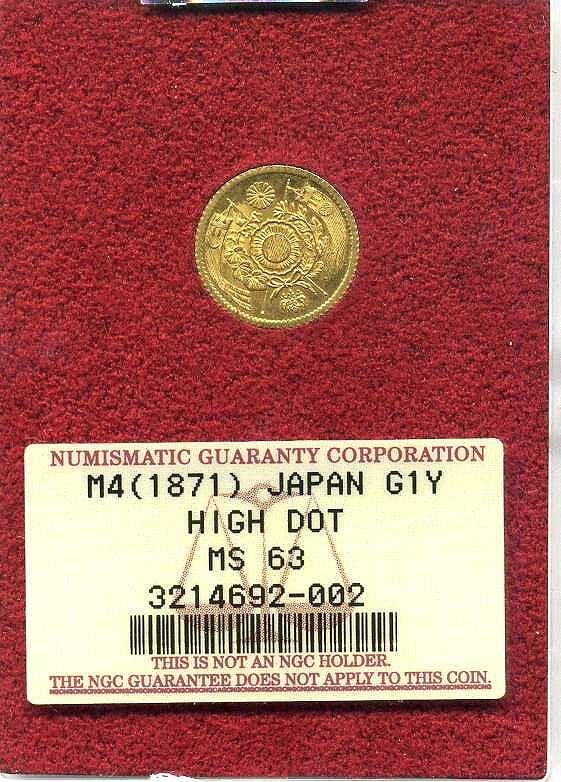 NUMISMATIC GUARANTY CORPORATION
M4(1871) JAPAN G1Y
HIGH DOT
MS 63
3214692-002
THIS IS NOT AN NGC HOLDER.
THE NGC GUARANTEE DOES NOT APPLY TO THIS COIN.